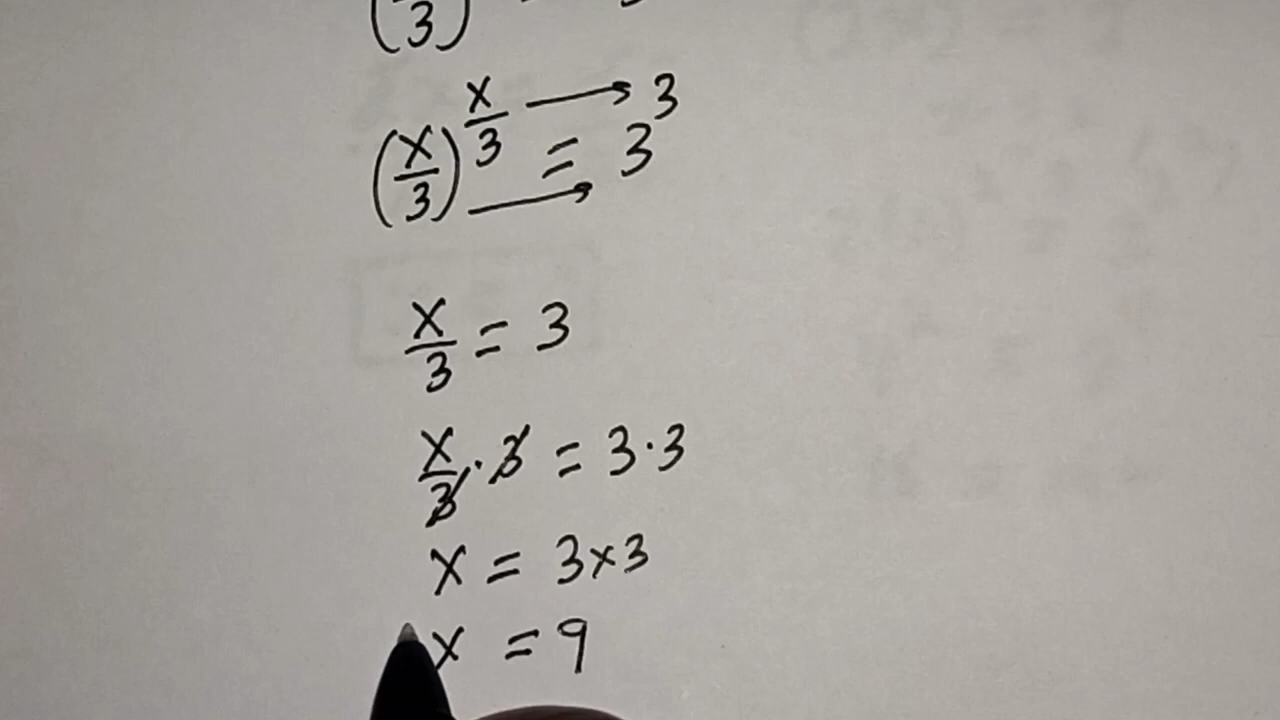 (x/3)^(x/3) = 3^3
x/3 = 3
x/3 · 3 = 3·3
x = 3×3
x = 9